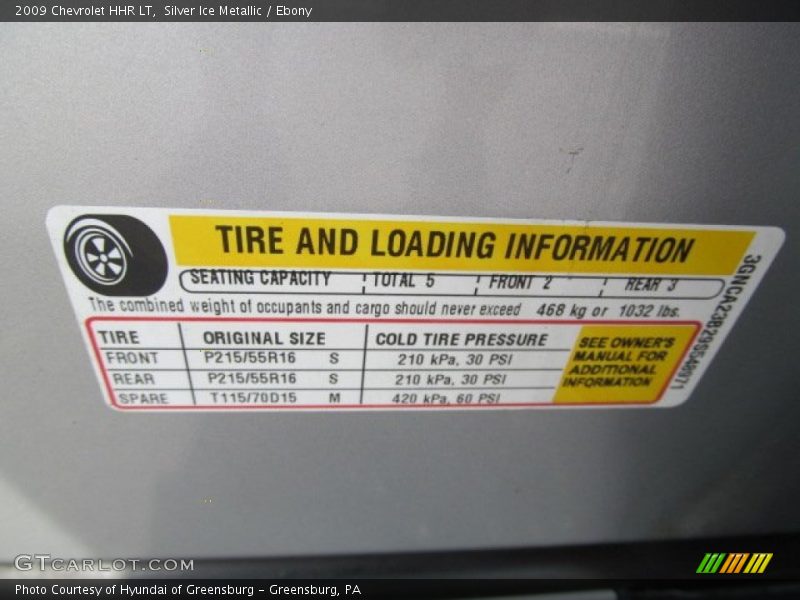 2009 Chevrolet HHR LT,  Silver Ice Metallic / Ebony
TIRE AND LOADING INFORMATION
SEATING CAPACITY TOTAL 5 FRONT 2 REAR 3
The combined weight of occupants and cargo should never exceed 468 kg or 1032 lbs.
TIRE ORIGINAL SIZE COLD TIRE PRESSURE
FRONT P215/55R16 S 210 kPa, 30 PSI
REAR P215/55R16 S 210 kPa, 30 PSI
SPARE T115/70D15 M 420 kPa, 60 PSI
SEE OWNER'S
MANUAL FOR
ADDITIONAL
INFORMATION
GTCARLOT.COM
Photo Courtesy of Hyundai of Greensburg - Greensburg, PA